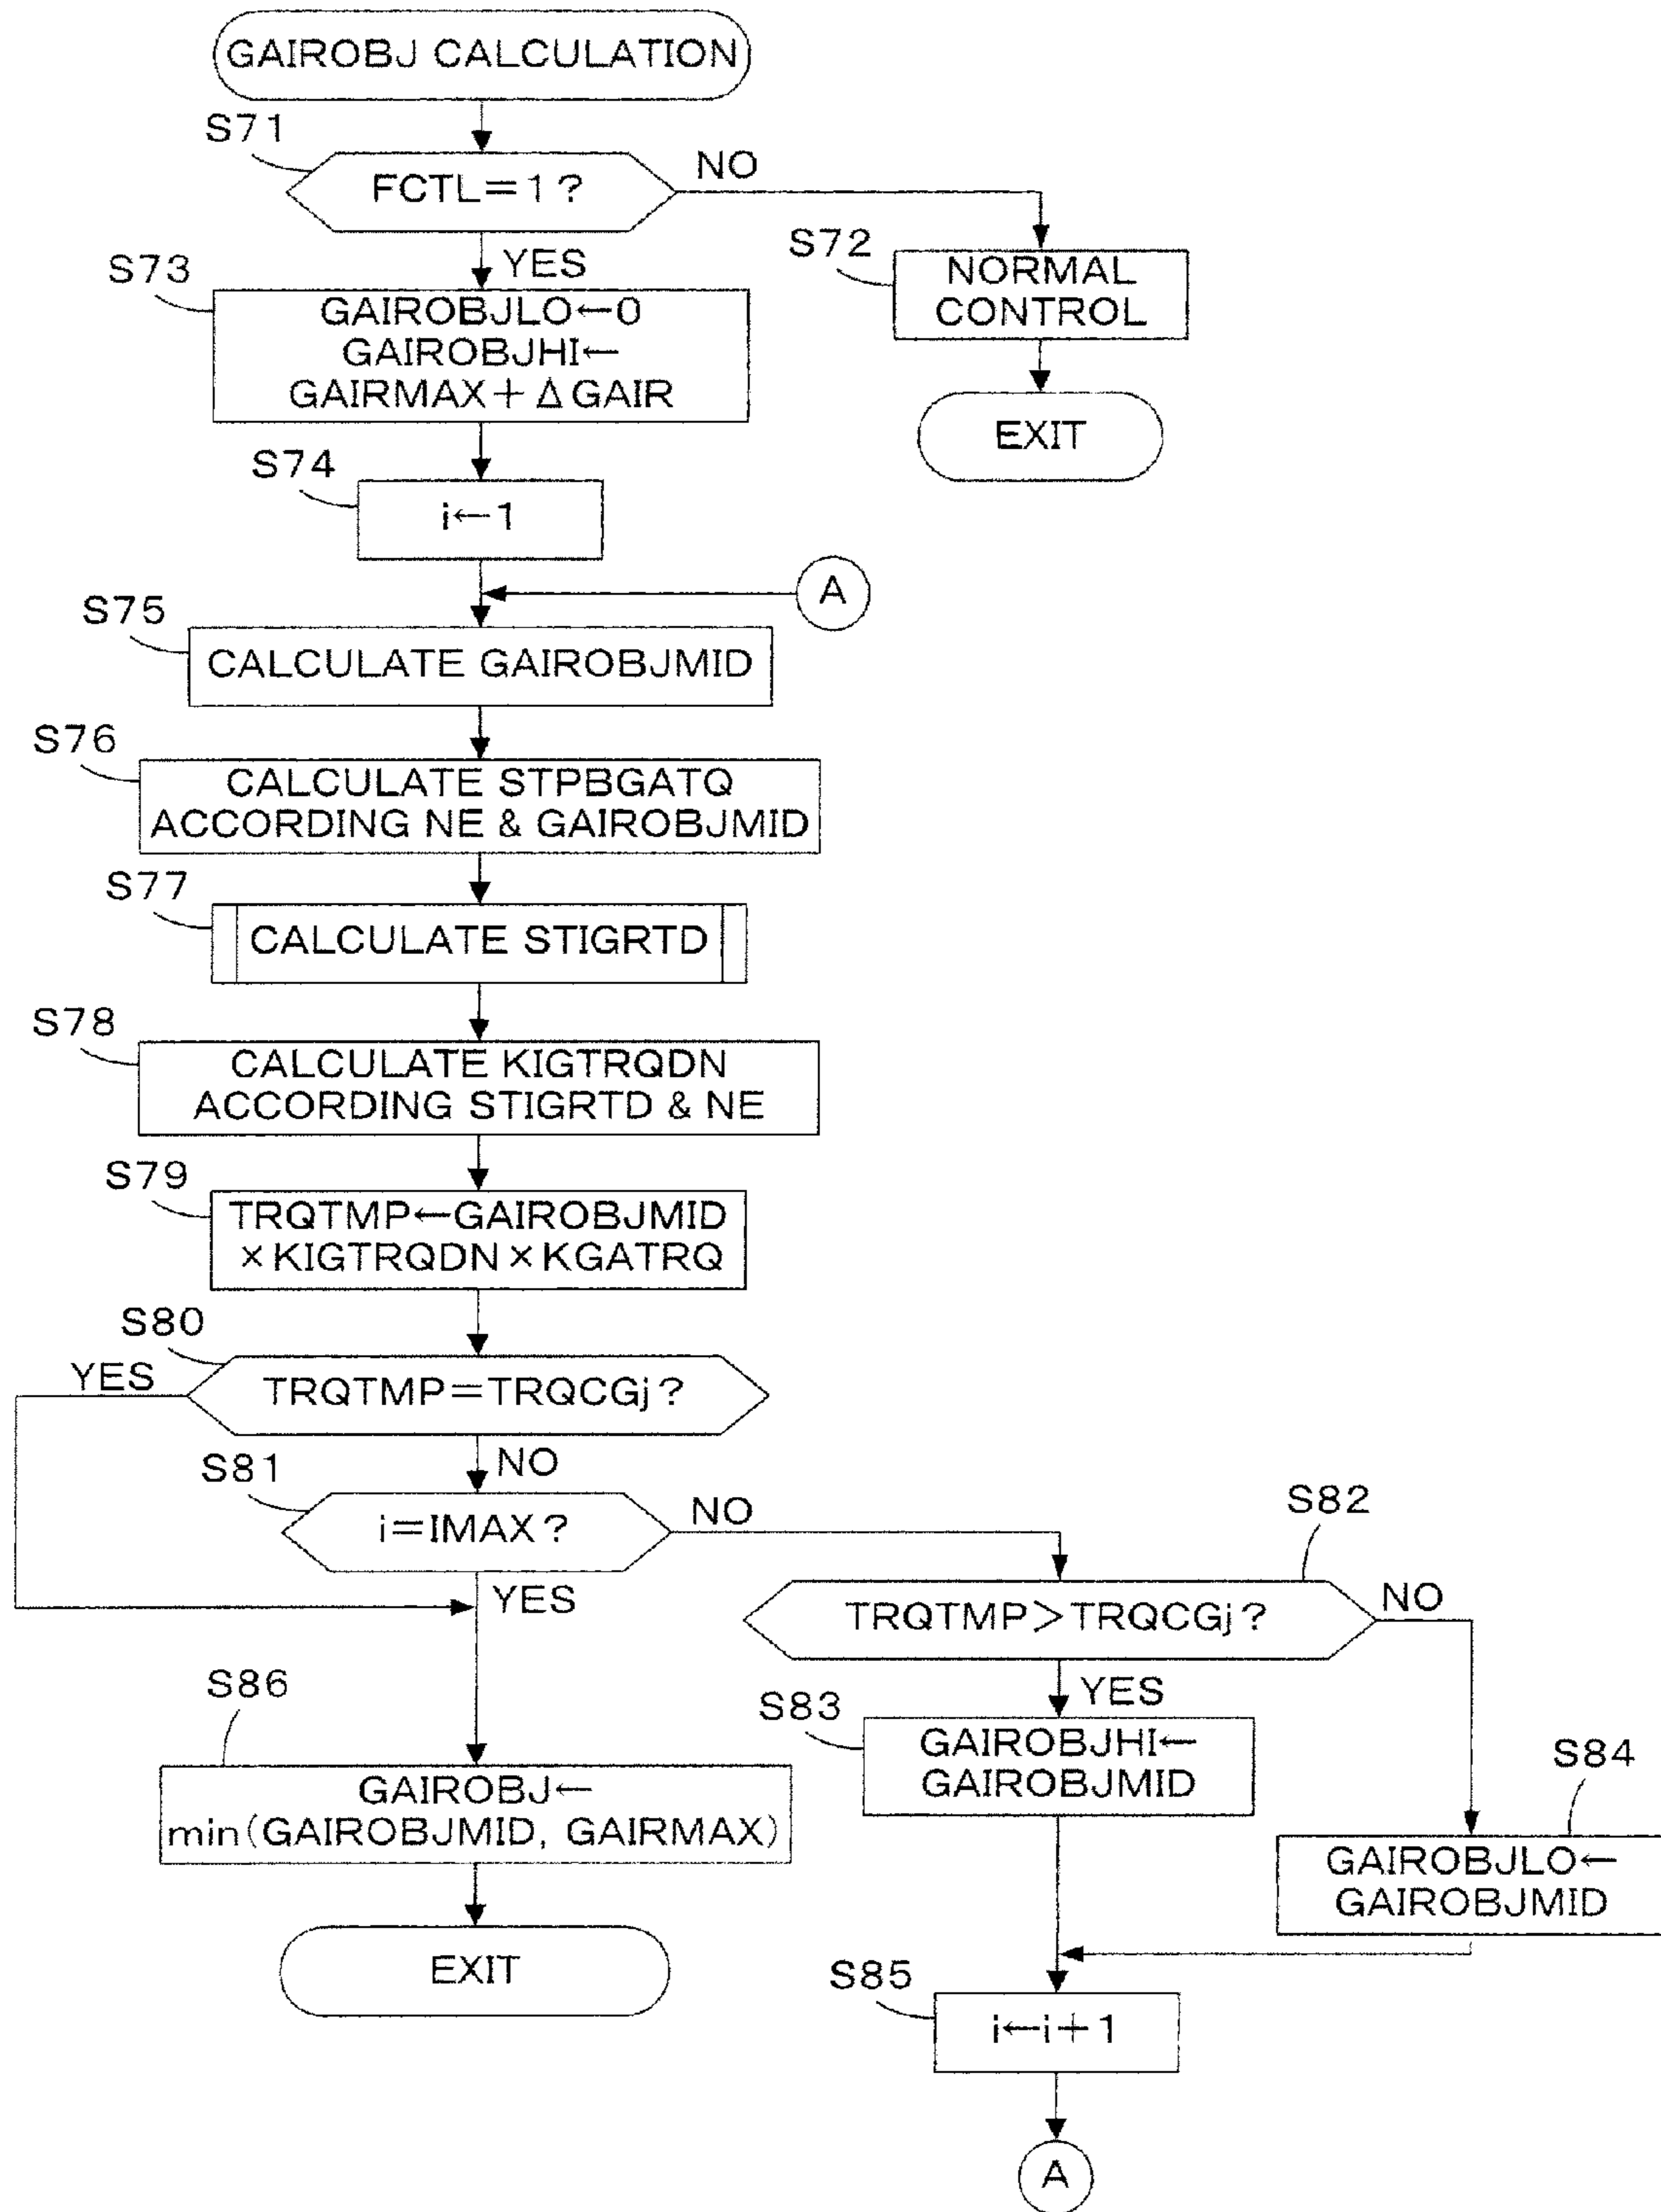 GAIROBJ CALCULATION
S71
FCTL=1?
NO
YES
S72
NORMAL
CONTROL
EXIT
S73
GAIROBJLO←0
GAIROBJHI←
GAIRMAX+ΔGAIR
S74
i←1
A
S75
CALCULATE GAIROBJMID
S76
CALCULATE STPBGATQ
ACCORDING NE & GAIROBJMID
S77
CALCULATE STIGRTD
S78
CALCULATE KIGTRQDN
ACCORDING STIGRTD & NE
S79
TRQTMP←GAIROBJMID
×KIGTRQDN×KGATRQ
S80
YES
TRQTMP=TRQCGj?
NO
S81
i=IMAX?
NO
YES
S82
TRQTMP>TRQCGj?
NO
YES
S83
GAIROBJHI←
GAIROBJMID
S84
GAIROBJLO←
GAIROBJMID
S86
GAIROBJ←
min(GAIROBJMID, GAIRMAX)
EXIT
S85
i←i+1
A